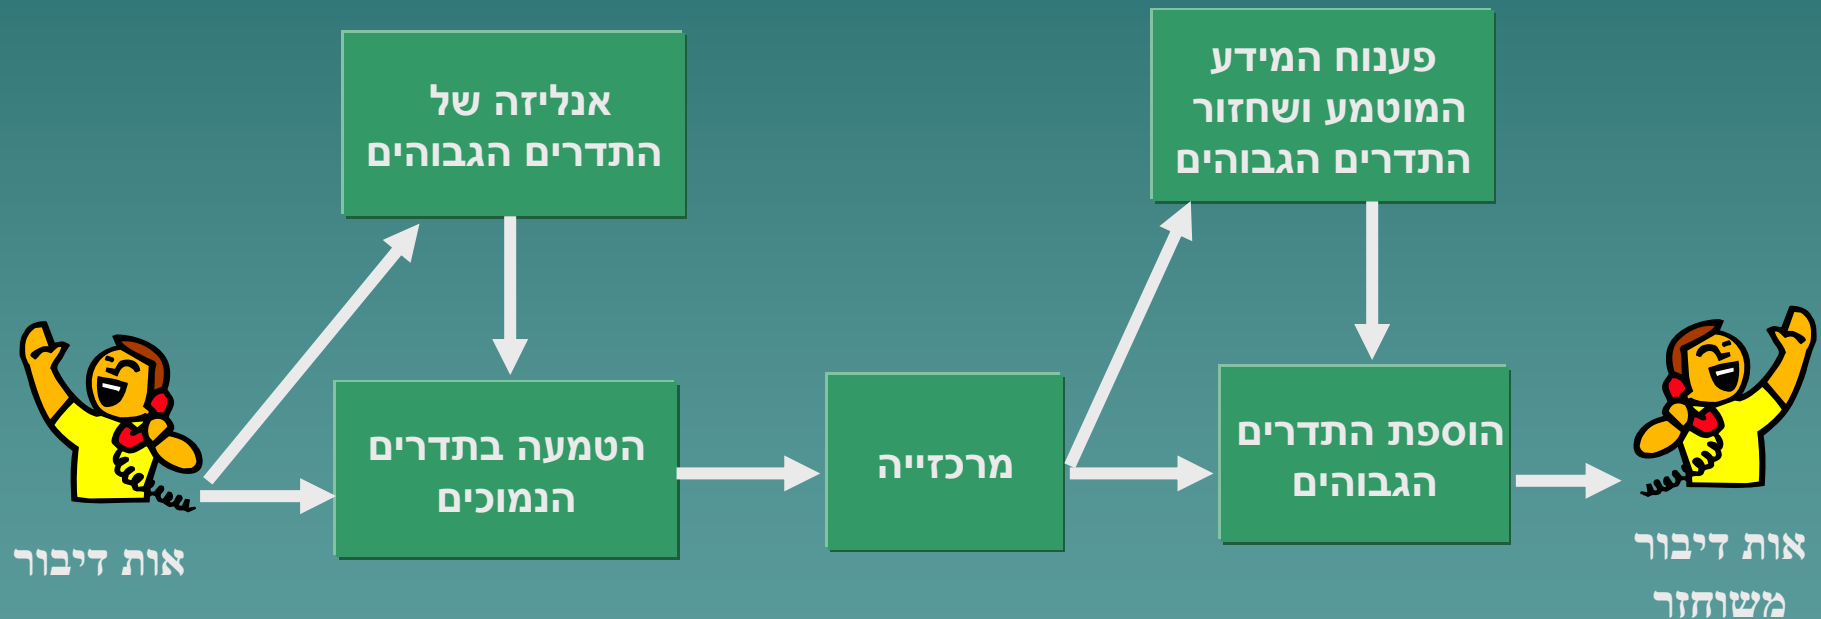 אנליזה של
התדרים הגבוהים
פענוח המידע
המוטמע ושחזור
התדרים הגבוהים
הטמעה בתדרים
הנמוכים
מרכזייה
הוספת התדרים
הגבוהים
אות דיבור
אות דיבור
משוחזר